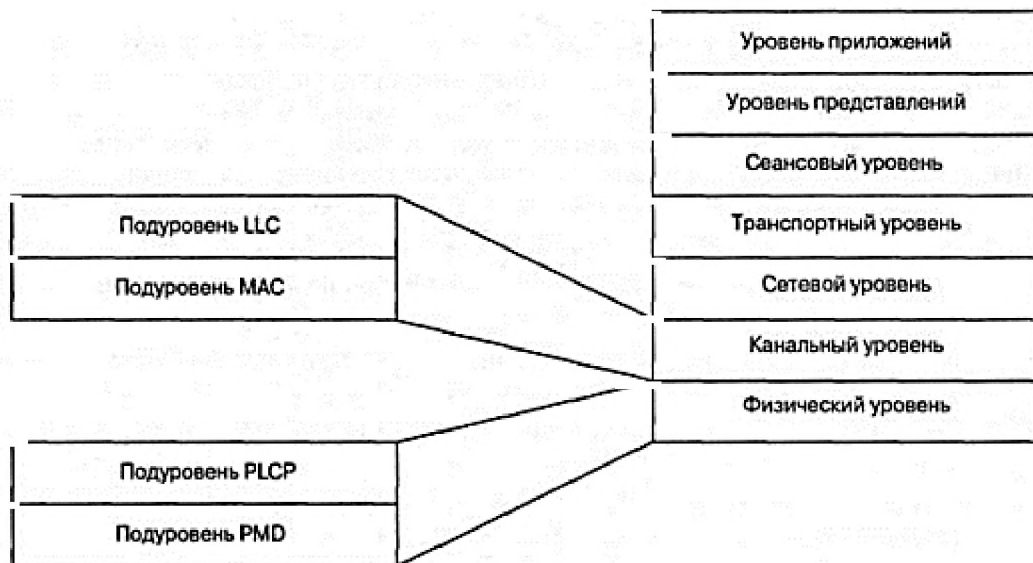 Уровень приложений
Уровень представлений
Сеансовый уровень
Транспортный уровень
Сетевой уровень
Канальный уровень
Физический уровень
Подуровень LLC
Подуровень MAC
Подуровень PLCP
Подуровень PMD